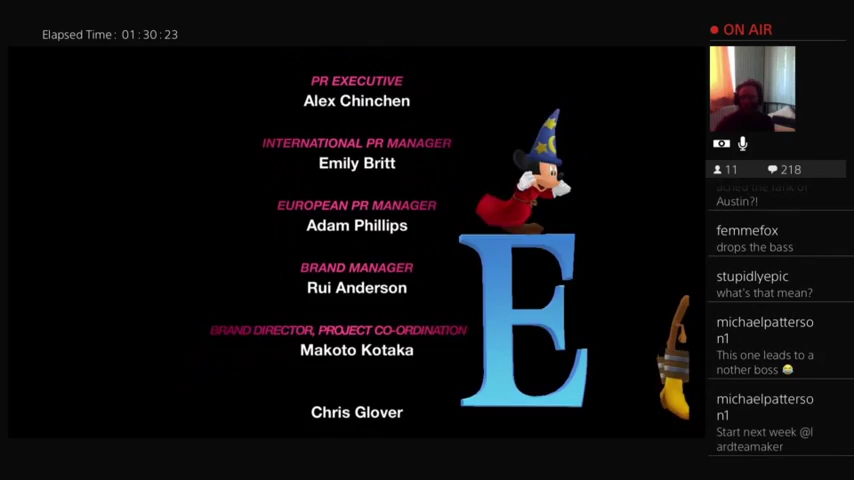 Elapsed Time : 01:30:23
ON AIR
PR EXECUTIVE
Alex Chinchen
INTERNATIONAL PR MANAGER
Emily Britt
EUROPEAN PR MANAGER
Adam Phillips
BRAND MANAGER
Rui Anderson
BRAND DIRECTOR, PROJECT CO-ORDINATION
Makoto Kotaka
Chris Glover
E
11
218
the rank of
Austin?!
femmefox
drops the bass
stupidlyepic
what's that mean?
michaelpatterso
n1
This one leads to a
nother boss 😂
michaelpatterso
n1
Start next week @l
ardteamaker